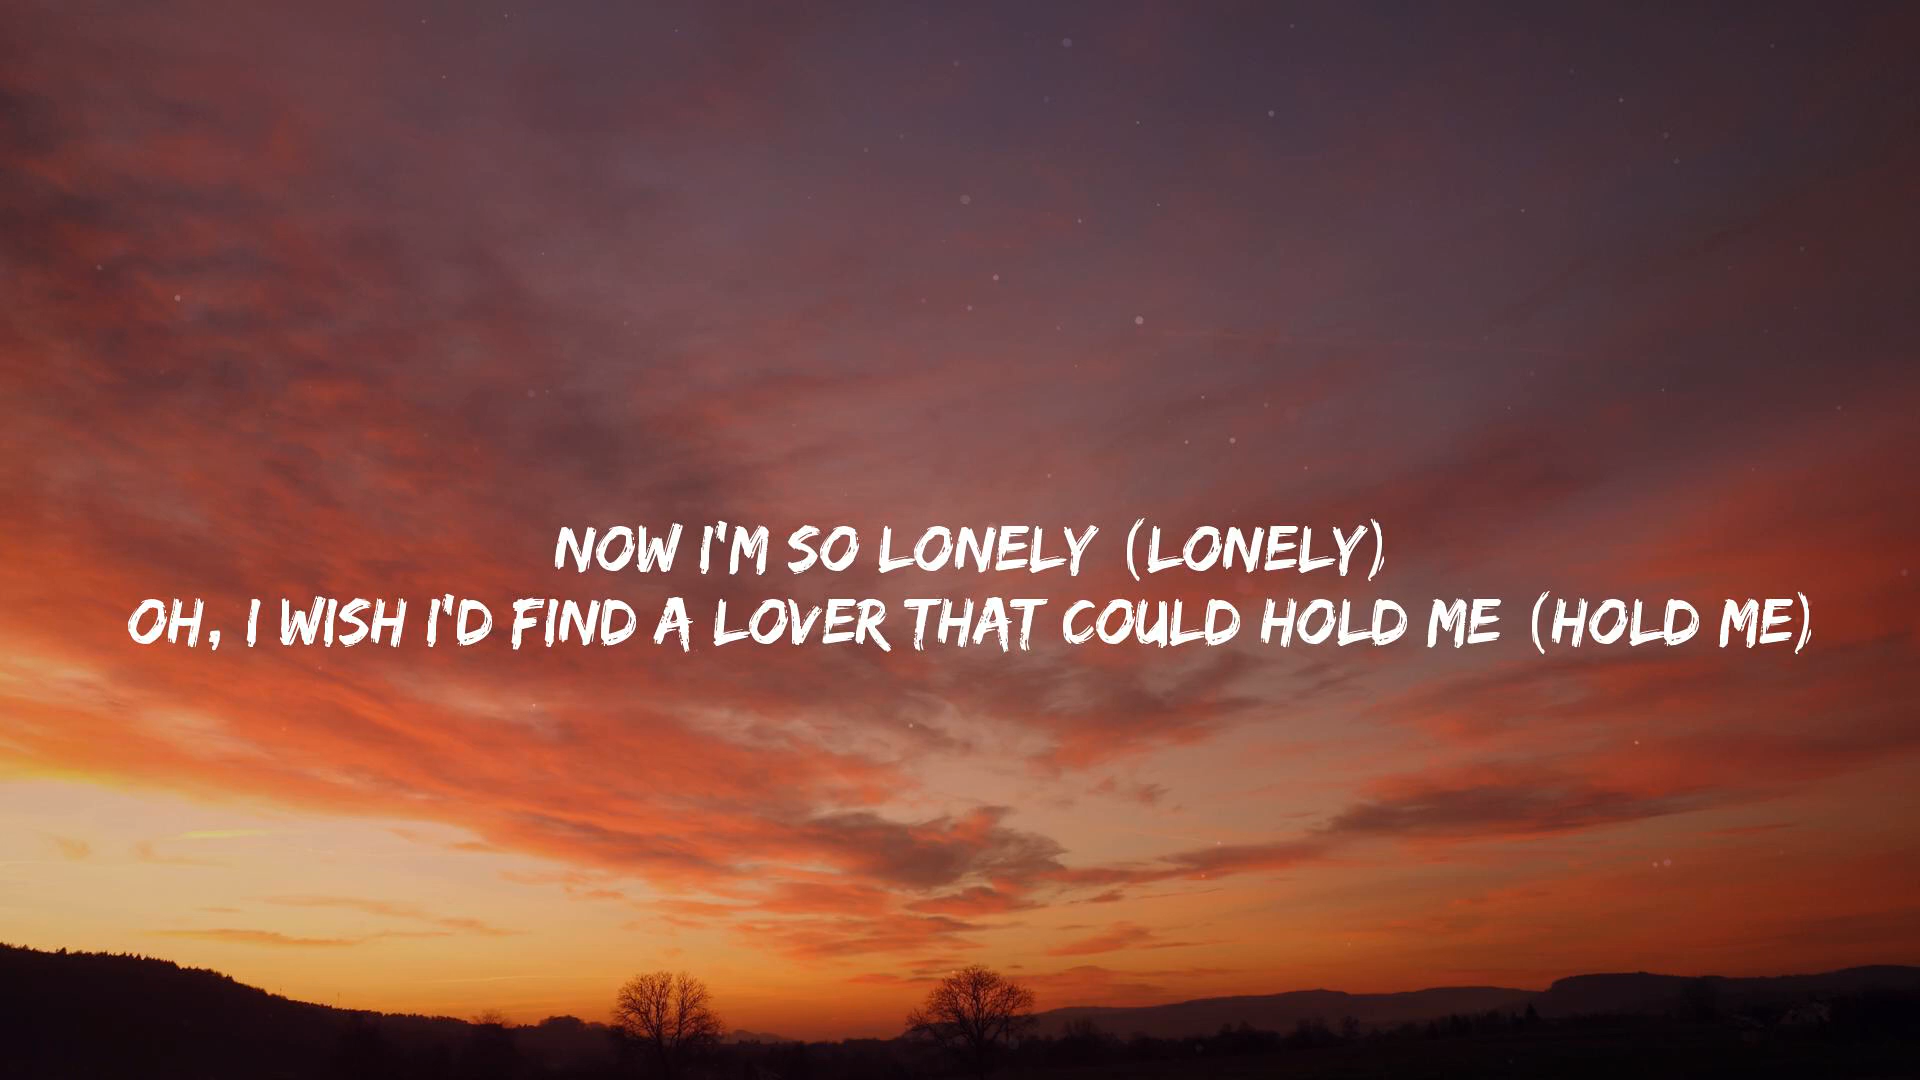 NOW I'M SO LONELY (LONELY)
OH, I WISH I'D FIND A LOVER THAT COULD HOLD ME (HOLD ME)